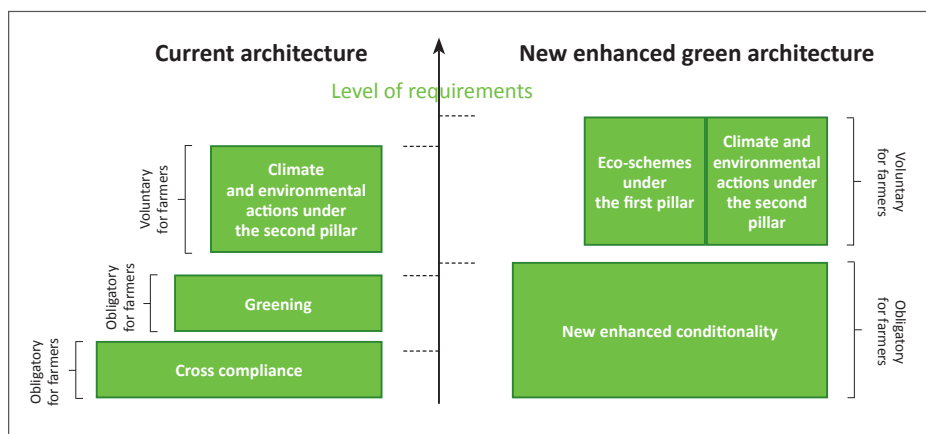 Current architecture
New enhanced green architecture
Level of requirements
Voluntary
for farmers
Climate
and environmental
actions under
the second pillar
Obligatory
for farmers
Greening
Obligatory
for farmers
Cross compliance
Eco-schemes
under
the first pillar
Climate and
environmental
actions under
the second
pillar
Voluntary
for farmers
New enhanced conditionality
Obligatory
for farmers